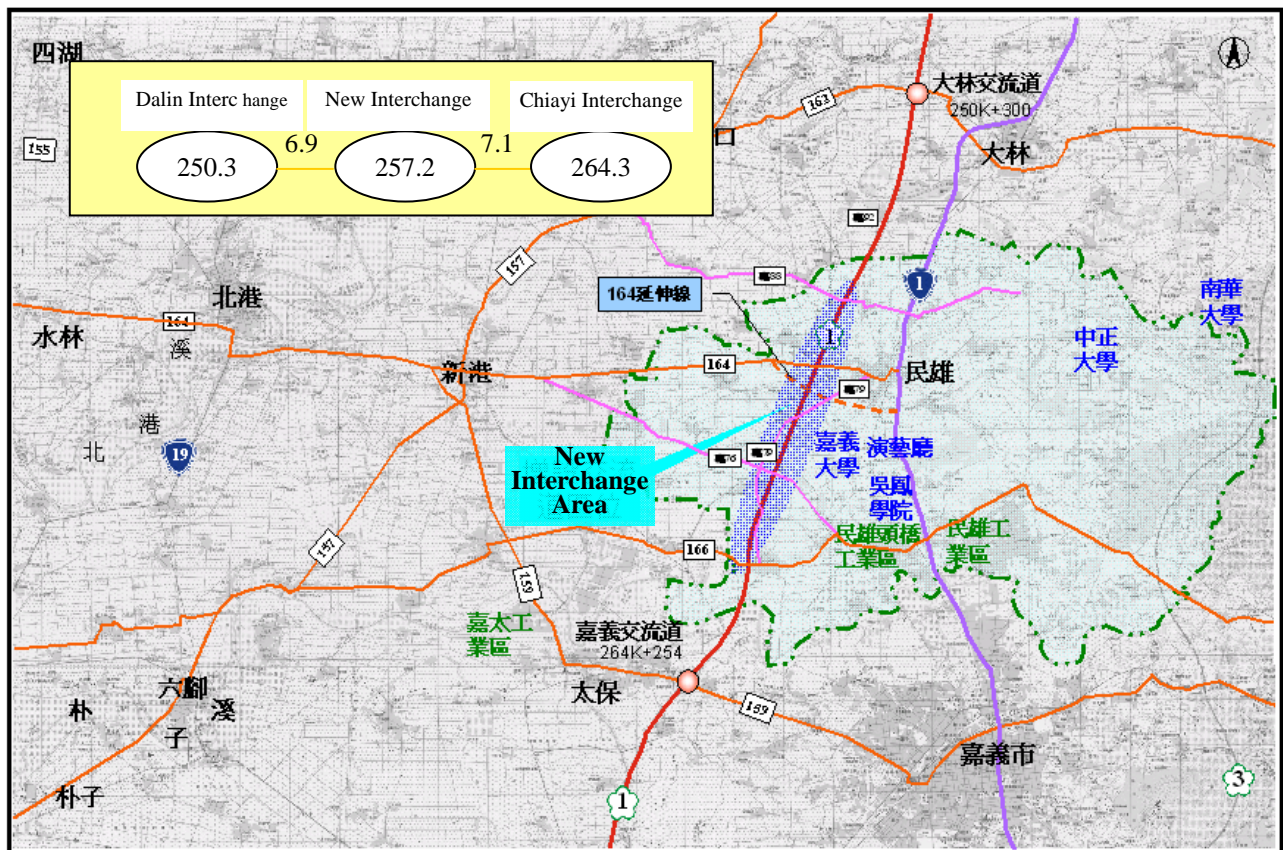 四湖
Dalin Interc hange
New Interchange
Chiayi Interchange
250.3
6.9
257.2
7.1
264.3
大林交流道
250K+300
163
口
155
大林
157
164延伸線
1
北港
水林
164
溪
新港
164
民雄
南華
大學
中正
大學
1
港
北
19
New
Interchange
Area
嘉義
大學
演藝廳
吳鳳
學院
民雄頭橋
工業區
民雄工
業區
166
157
159
嘉太工
業區
嘉義交流道
264K+254
太保
159
六腳
朴
溪
子
朴子
嘉義市
1
3